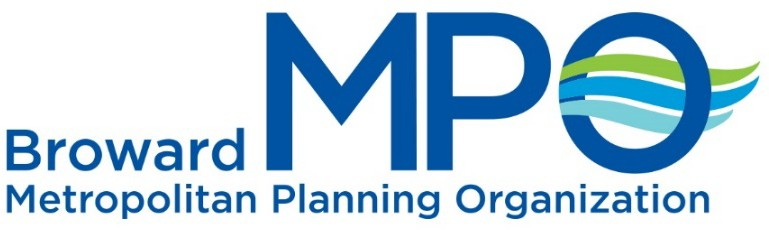 Broward MPO
Metropolitan Planning Organization